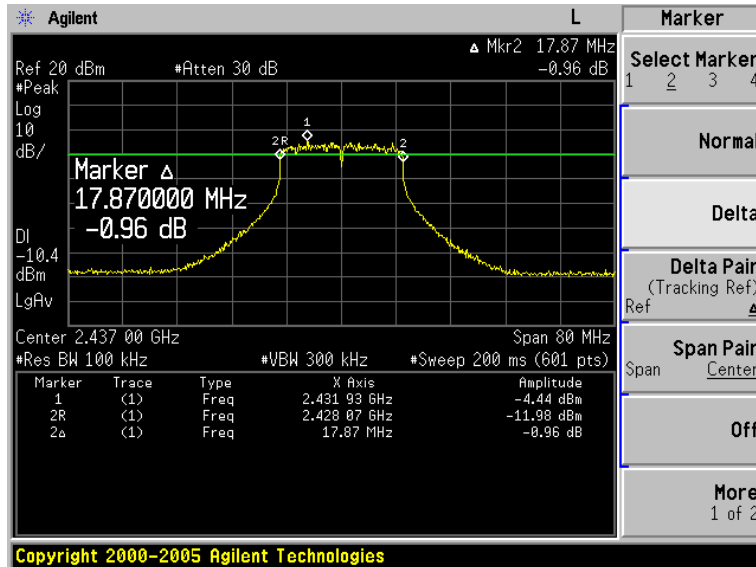 Agilent L
Δ Mkr2 17.87 MHz
Ref 20 dBm #Atten 30 dB -0.96 dB
#Peak
Log
10
dB/
1
2R
2
Marker Δ
17.870000 MHz
-0.96 dB
DI
-10.4
dBm
LgAv
Center 2.437 00 GHz Span 80 MHz
#Res BW 100 kHz #VBW 300 kHz #Sweep 200 ms (601 pts)
Marker Trace Type X Axis Amplitude
1 (1) Freq 2.431 93 GHz -4.44 dBm
2R (1) Freq 2.428 07 GHz -11.98 dBm
2Δ (1) Freq 17.87 MHz -0.96 dB
Marker
Select Marker
1 2 3 4
Normal
Delta
Delta Pair
(Tracking Ref)
Ref Δ
Span Pair
Span Center
Off
More
1 of 2
Copyright 2000-2005 Agilent Technologies